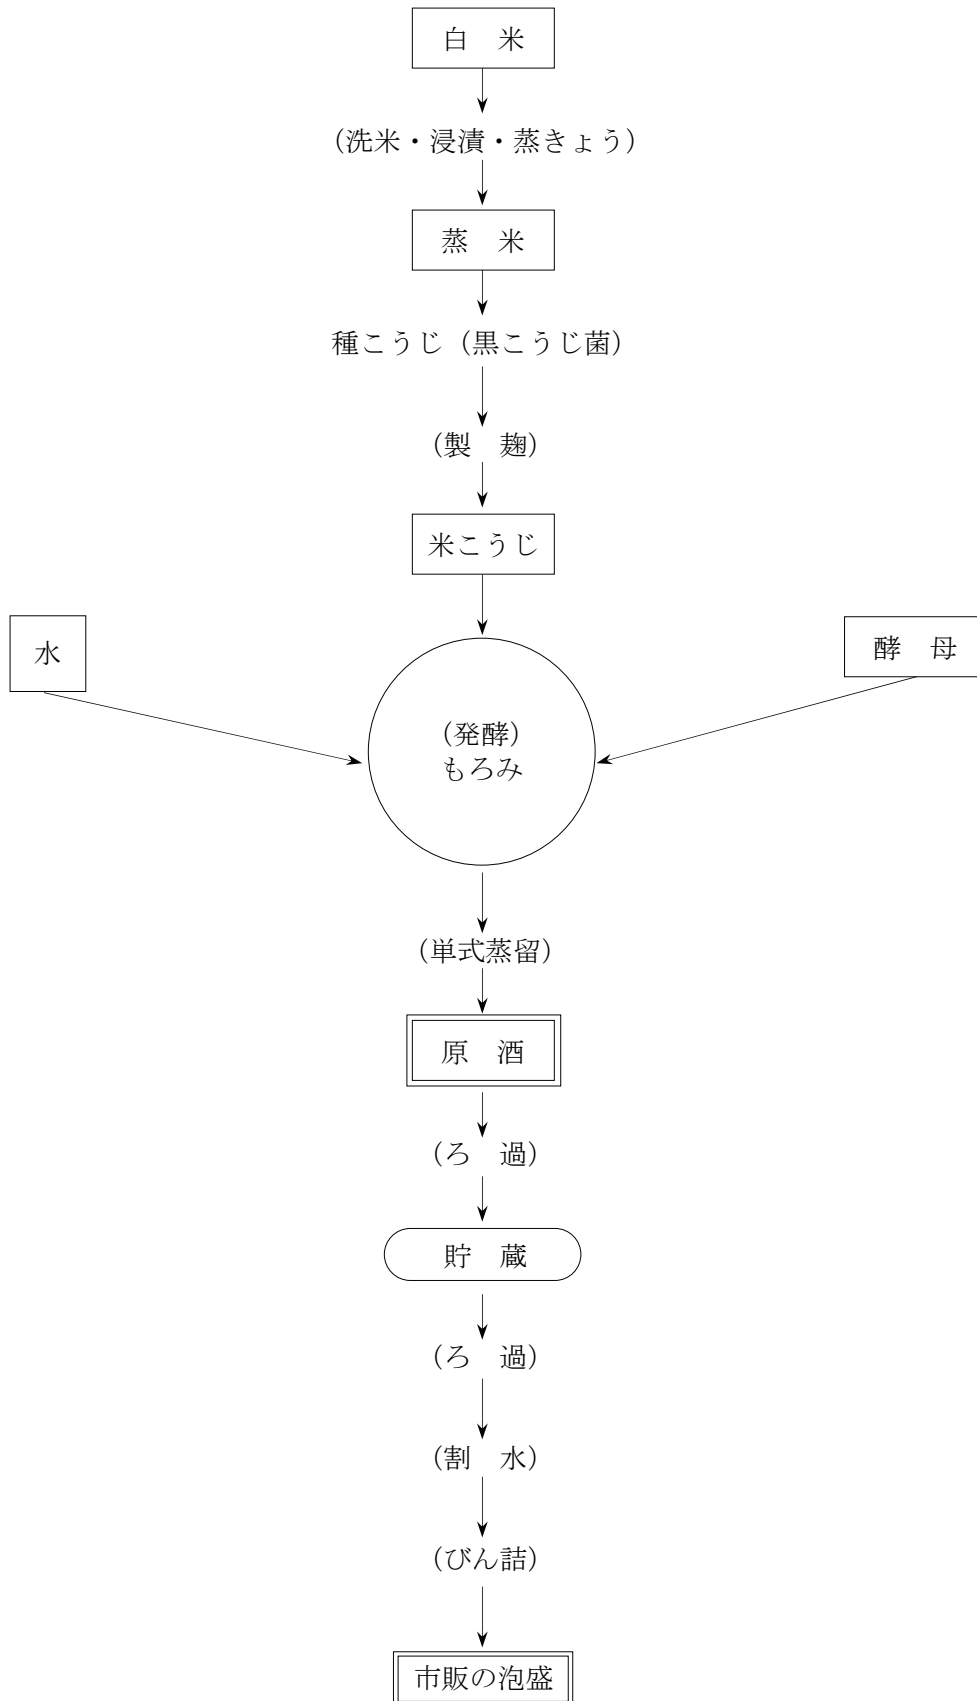 白　米
（洗米・浸漬・蒸きょう）
蒸　米
種こうじ（黒こうじ菌）
（製　麹）
米こうじ
水
酵　母
（発酵）
もろみ
（単式蒸留）
原　酒
（ろ　過）
貯　蔵
（ろ　過）
（割　水）
（びん詰）
市販の泡盛